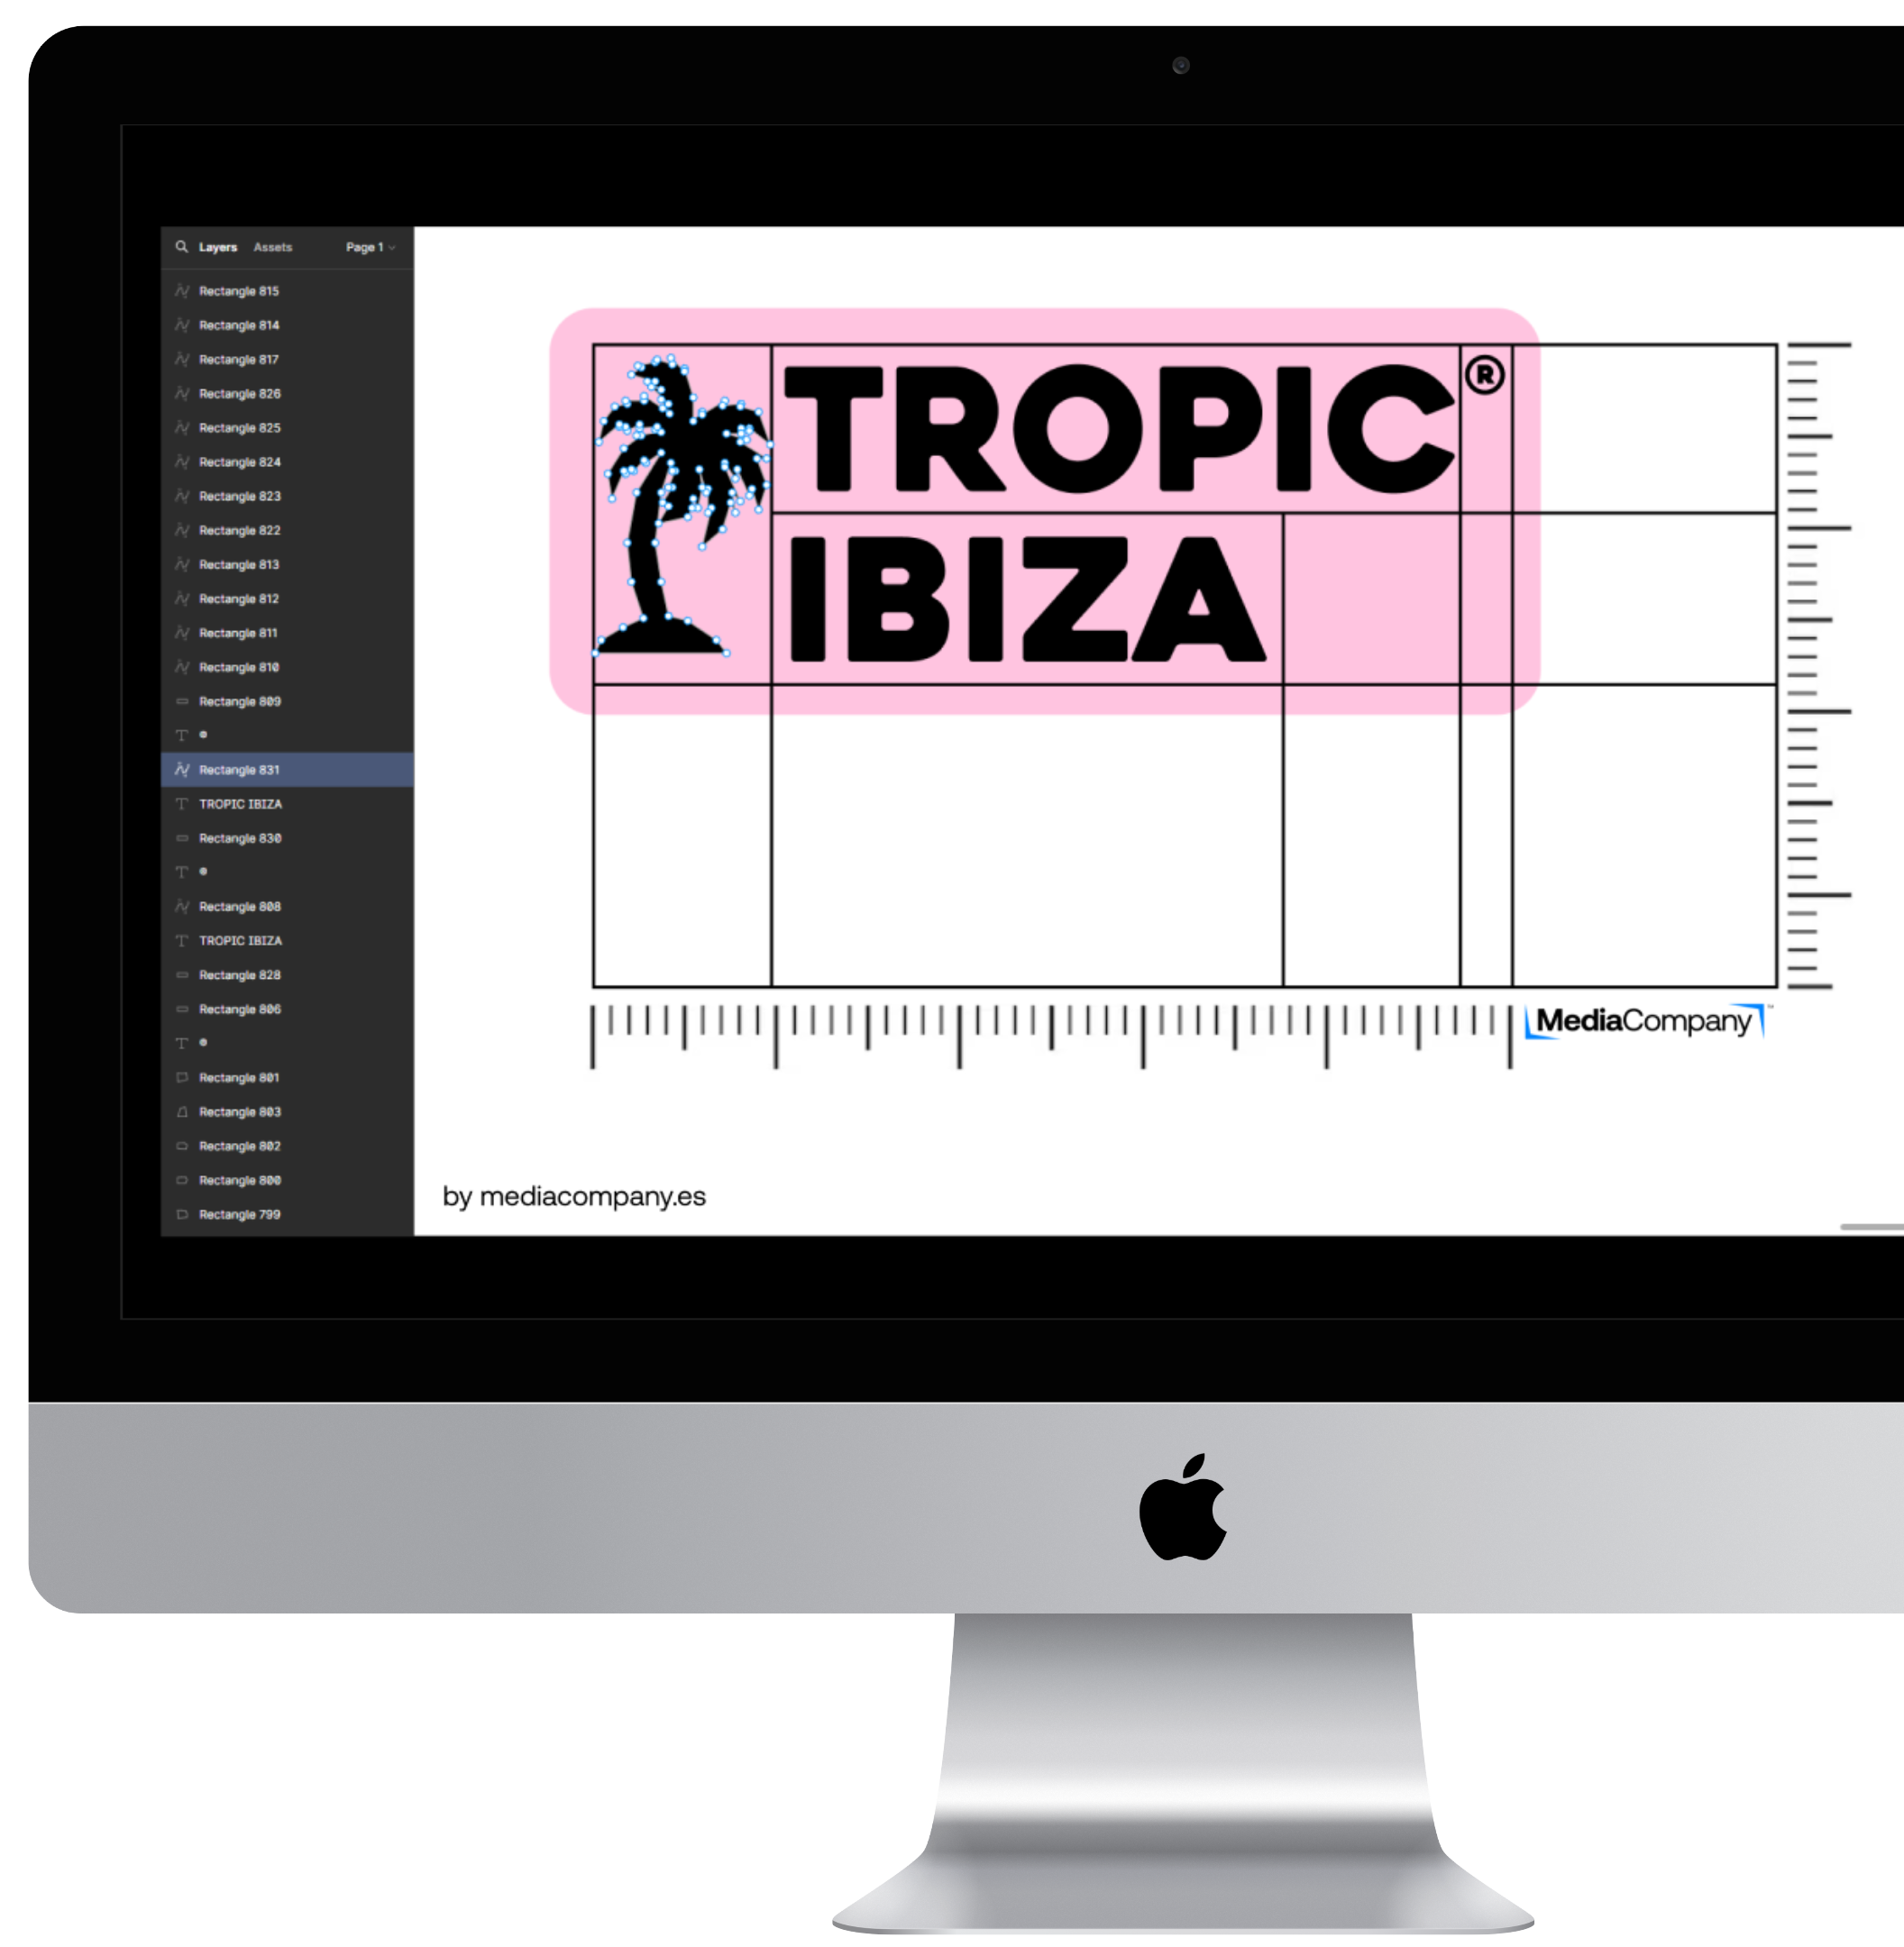 Layers Assets Page 1
Rectangle 815
Rectangle 814
Rectangle 817
Rectangle 826
Rectangle 825
Rectangle 824
Rectangle 823
Rectangle 822
Rectangle 813
Rectangle 812
Rectangle 811
Rectangle 810
Rectangle 809
®
Rectangle 831
TROPIC IBIZA
Rectangle 830
®
Rectangle 808
TROPIC IBIZA
Rectangle 828
Rectangle 806
®
Rectangle 801
Rectangle 803
Rectangle 802
Rectangle 800
Rectangle 799
TROPIC®
IBIZA
MediaCompany™
by mediacompany.es